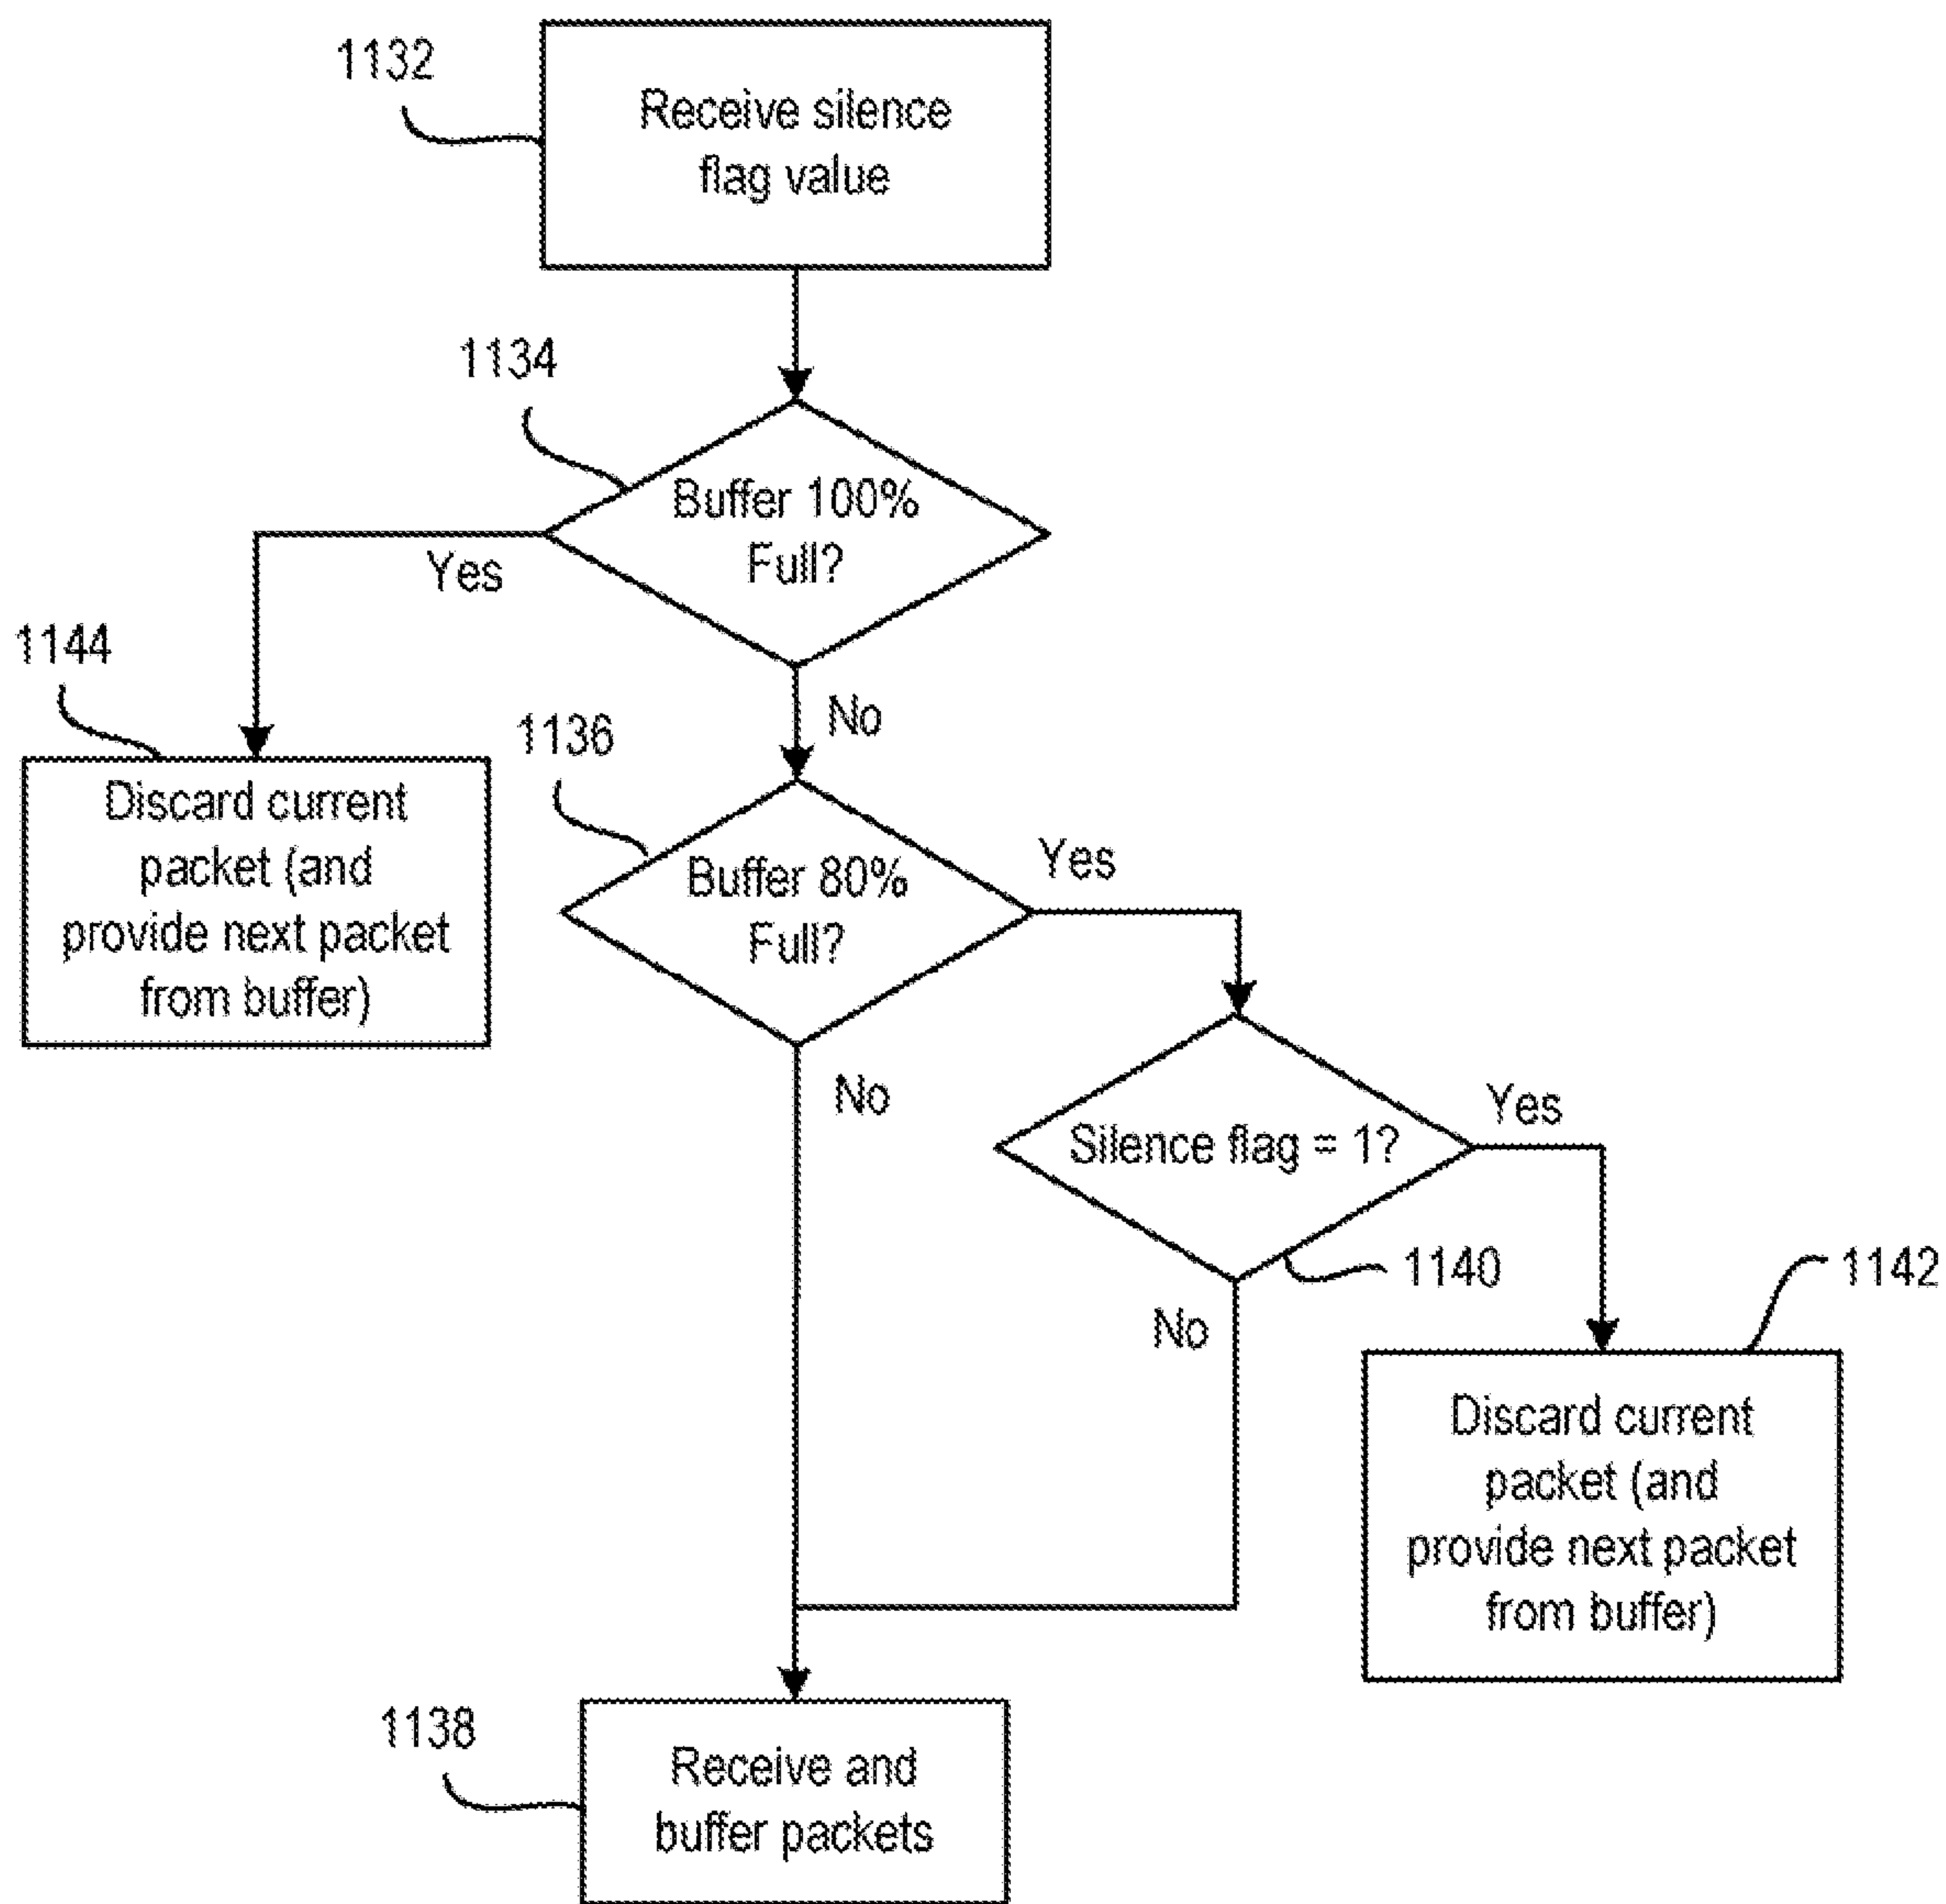 1132
Receive silence
flag value
1134
Buffer 100%
Full?
Yes
No
1144
Discard current
packet (and
provide next packet
from buffer)
1136
Buffer 80%
Full?
Yes
No
Silence flag = 1?
Yes
No
1140
1142
Discard current
packet (and
provide next packet
from buffer)
1138
Receive and
buffer packets